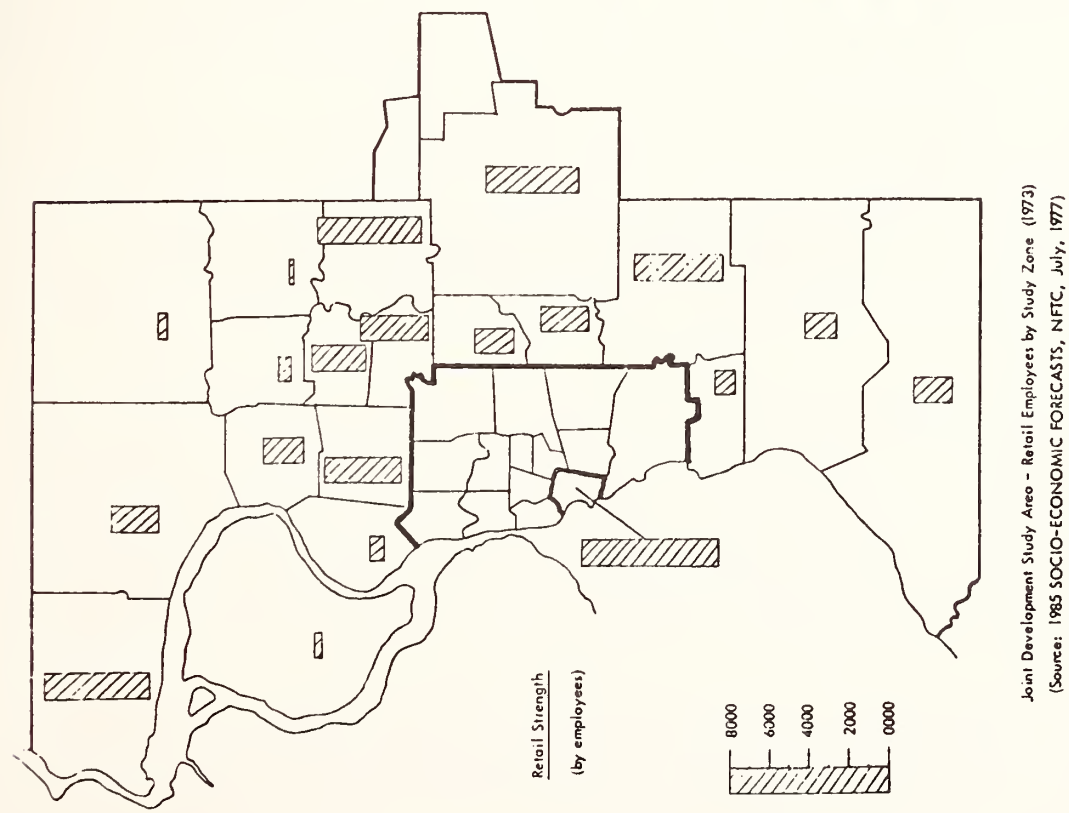 Retail Strength
(by employees)
8000
6000
4000
2000
0000
Joint Development Study Area - Retail Employees by Study Zone (1973)
(Source: 1985 SOCIO-ECONOMIC FORECASTS, NFTC, July, 1977)